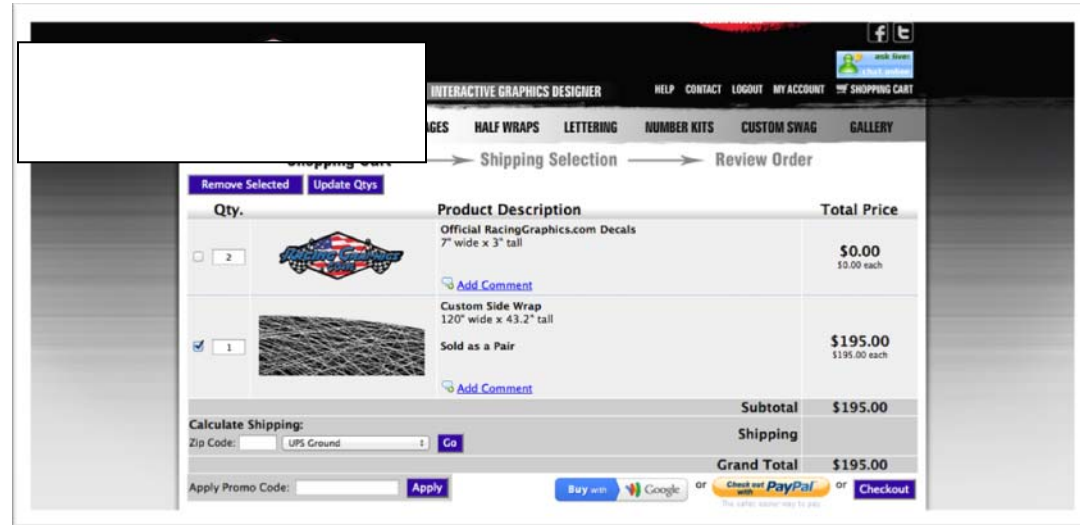 ask live:
INTERACTIVE GRAPHICS DESIGNER HELP CONTACT LOGOUT MY ACCOUNT SHOPPING CART
HALF WRAPS LETTERING NUMBER KITS CUSTOM SWAG GALLERY
Shopping Cart Shipping Selection Review Order
Remove Selected Update Qtys
Qty. Product Description Total Price
Official RacingGraphics.com Decals
7" wide x 3" tall
2 RACING GRAPHICS $0.00
.COM $0.00 each
Add Comment
Custom Side Wrap
120" wide x 43.2" tall
1 Sold as a Pair $195.00
$195.00 each
Add Comment
Subtotal $195.00
Calculate Shipping:
Zip Code: UPS Ground Go Shipping
Grand Total $195.00
Apply Promo Code: Apply Buy with Google or Check out with PayPal or Checkout